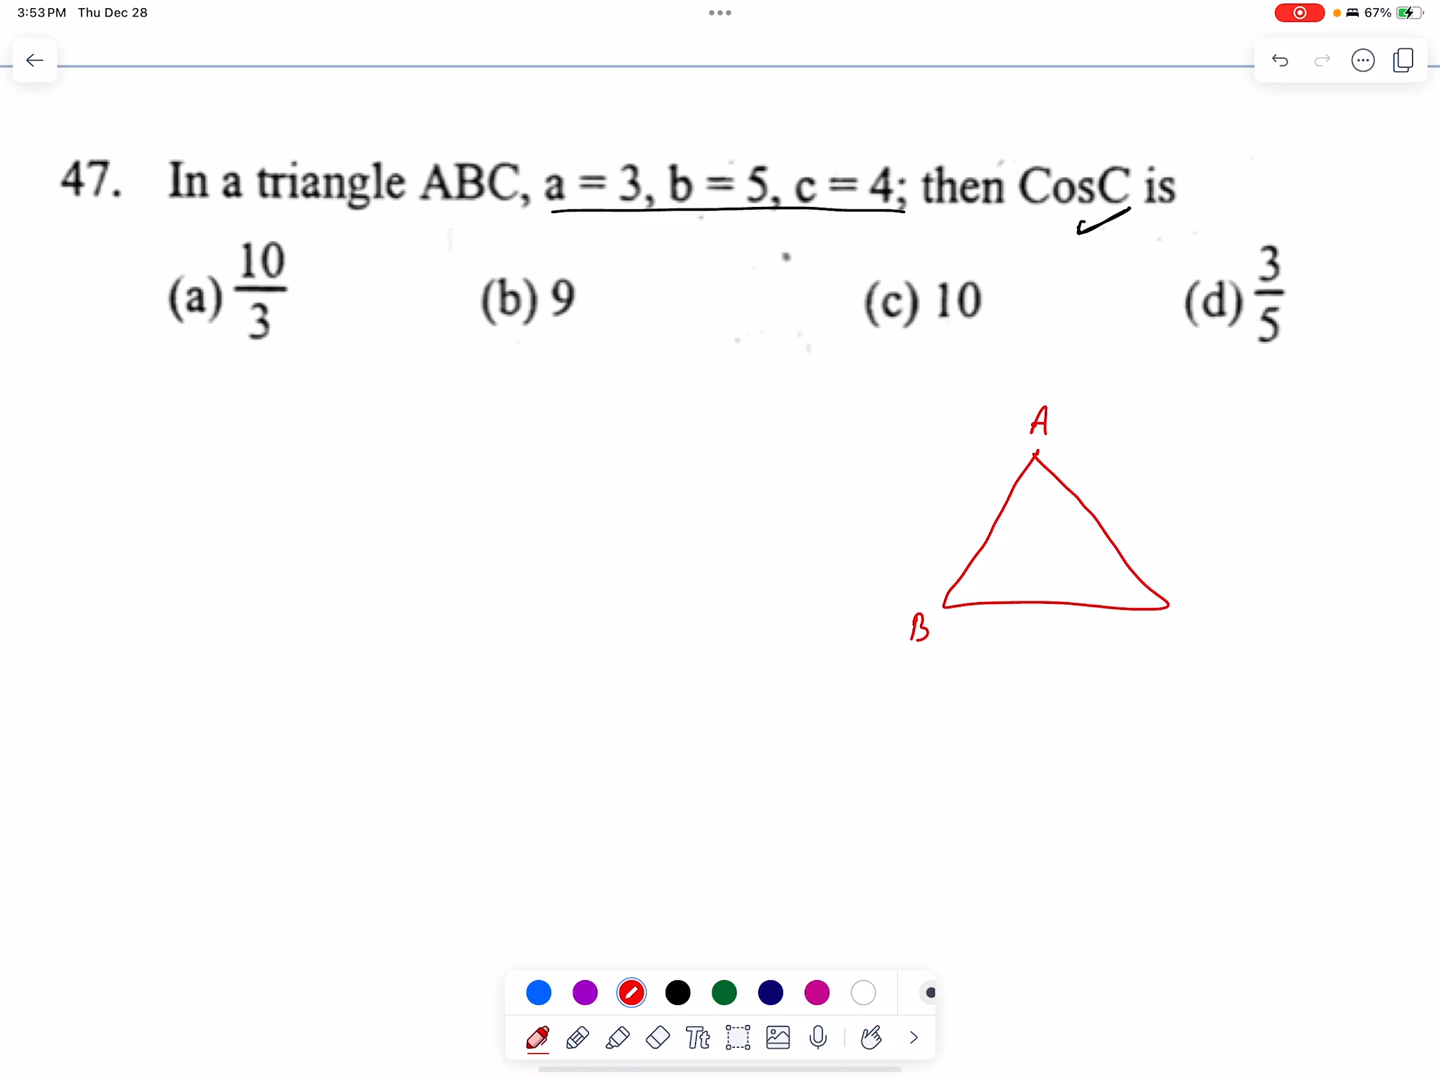 3:53 PM Thu Dec 28
67%
47. In a triangle ABC, a = 3, b = 5, c = 4; then CosC is
(a) 10/3 (b) 9 (c) 10 (d) 3/5
A
B
Tt